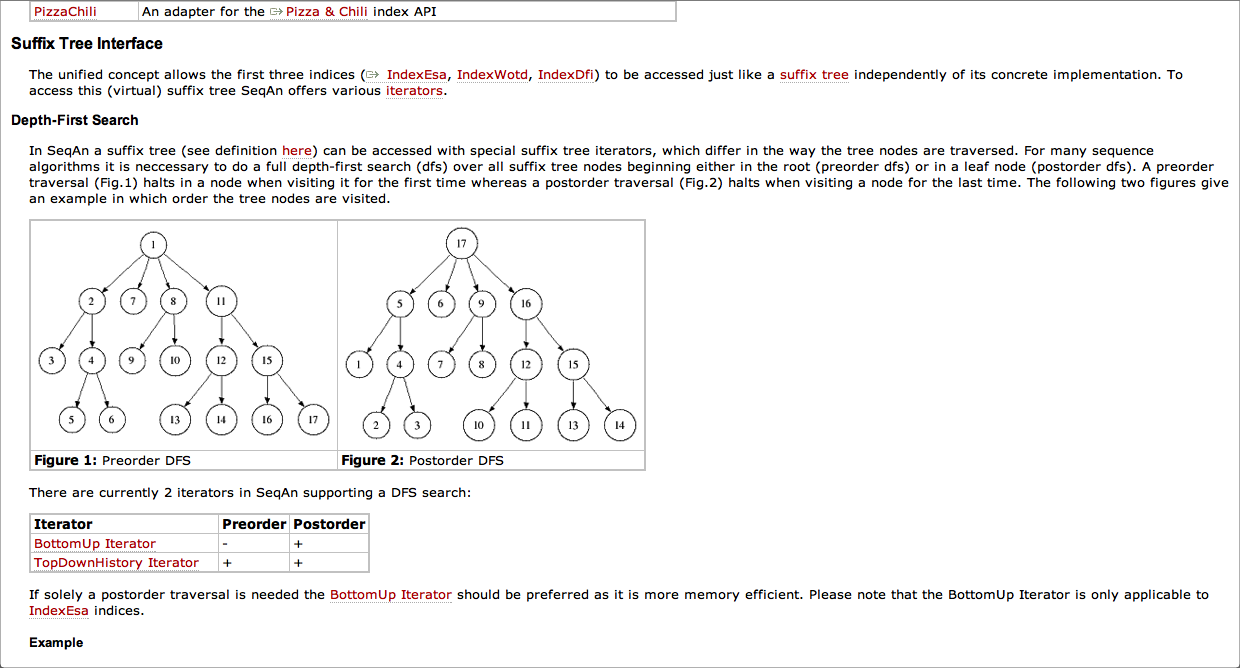 PizzaChili An adapter for the Pizza & Chili index API
Suffix Tree Interface
The unified concept allows the first three indices ( IndexEsa, IndexWotd, IndexDfi) to be accessed just like a suffix tree independently of its concrete implementation. To
access this (virtual) suffix tree SeqAn offers various iterators.
Depth-First Search
In SeqAn a suffix tree (see definition here) can be accessed with special suffix tree iterators, which differ in the way the tree nodes are traversed. For many sequence
algorithms it is neccessary to do a full depth-first search (dfs) over all suffix tree nodes beginning either in the root (preorder dfs) or in a leaf node (postorder dfs). A preorder
traversal (Fig.1) halts in a node when visiting it for the first time whereas a postorder traversal (Fig.2) halts when visiting a node for the last time. The following two figures give
an example in which order the tree nodes are visited.
1
2 7 8 11
3 4 9 10 12 15
5 6 13 14 16 17
Figure 1: Preorder DFS
17
5 6 9 16
1 4 7 8 12 15
2 3 10 11 13 14
Figure 2: Postorder DFS
There are currently 2 iterators in SeqAn supporting a DFS search:
Iterator Preorder Postorder
BottomUp Iterator - +
TopDownHistory Iterator + +
If solely a postorder traversal is needed the BottomUp Iterator should be preferred as it is more memory efficient. Please note that the BottomUp Iterator is only applicable to
IndexEsa indices.
Example